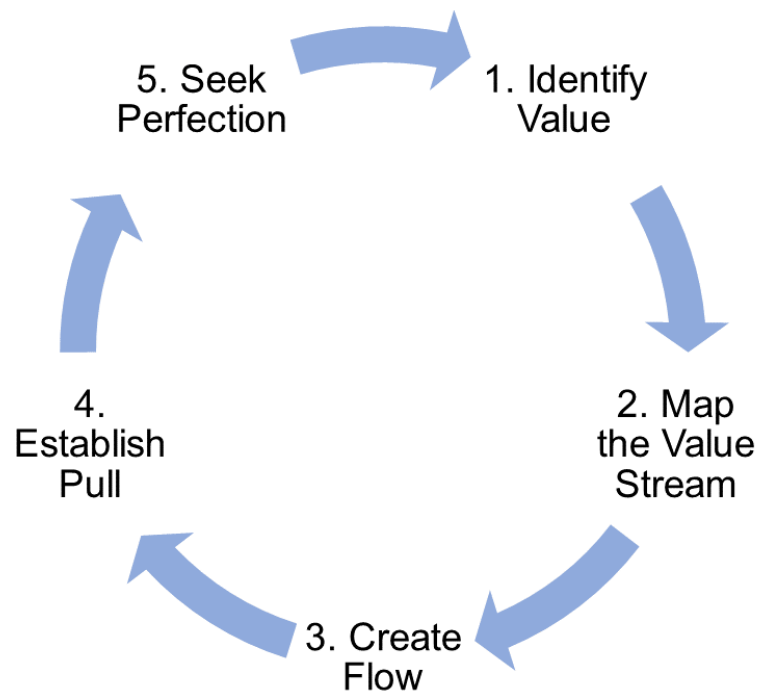 1. Identify
Value
2. Map
the Value
Stream
3. Create
Flow
4.
Establish
Pull
5. Seek
Perfection